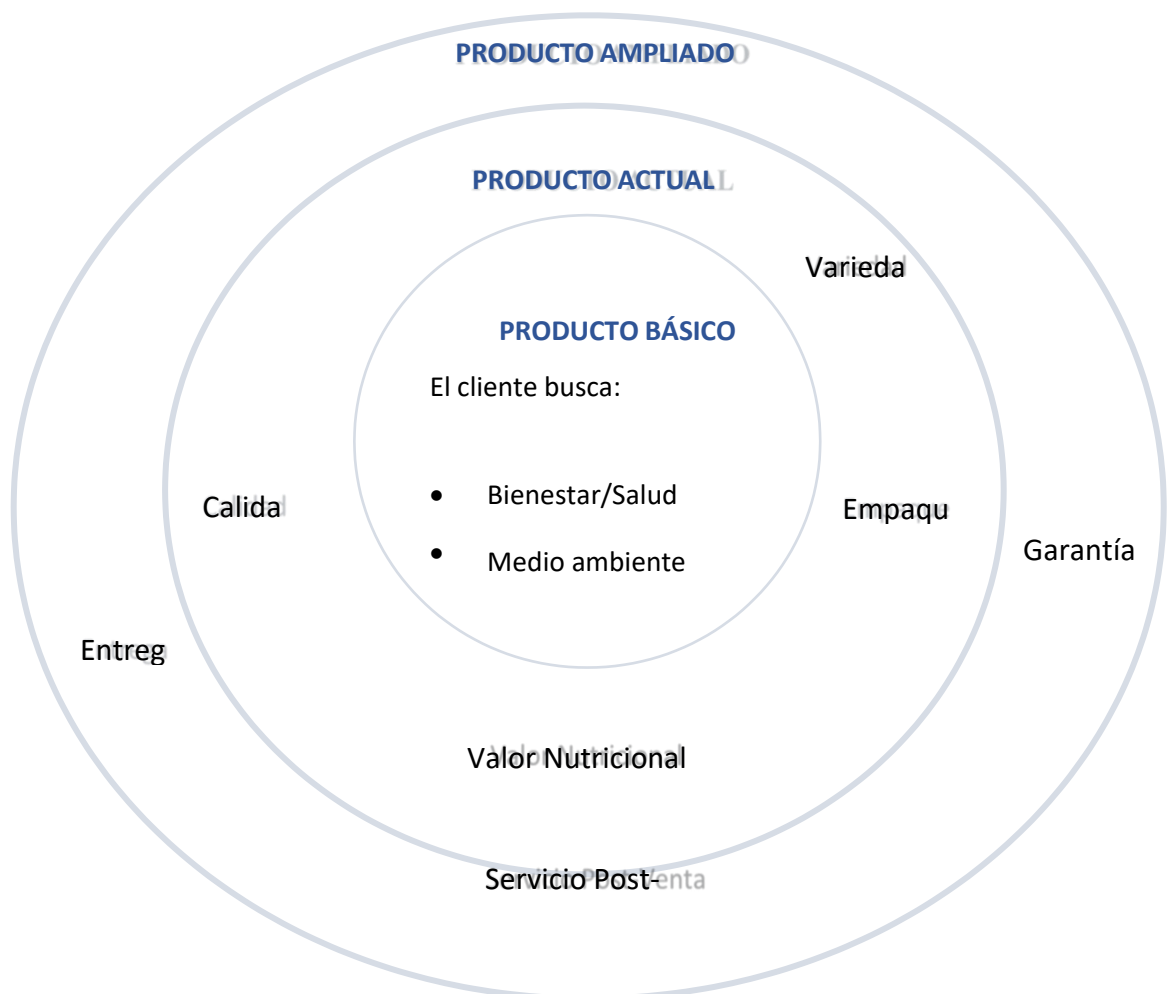 PRODUCTO AMPLIADO
PRODUCTO ACTUAL
Varieda
PRODUCTO BÁSICO
El cliente busca:
• Bienestar/Salud
Calida
Empaqu
• Medio ambiente
Garantía
Entreg
Valor Nutricional
Servicio Post-